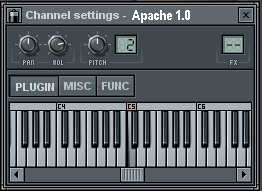 Channel settings - Apache 1.0
2
--
PAN VOL PITCH FX
PLUGIN MISC FUNC
C4 C5 C6